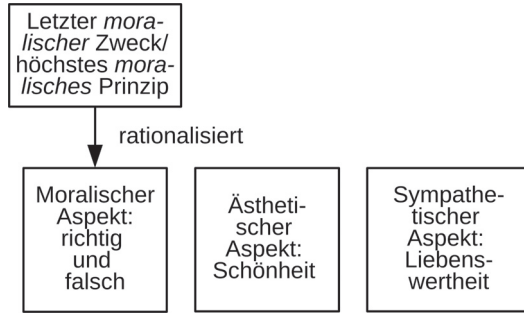 Letzter mora-
lischer Zweck/
höchstes mora-
lisches Prinzip
rationalisiert
Moralischer
Aspekt:
richtig
und
falsch
Ästheti-
scher
Aspekt:
Schönheit
Sympathe-
tischer
Aspekt:
Liebens-
wertheit